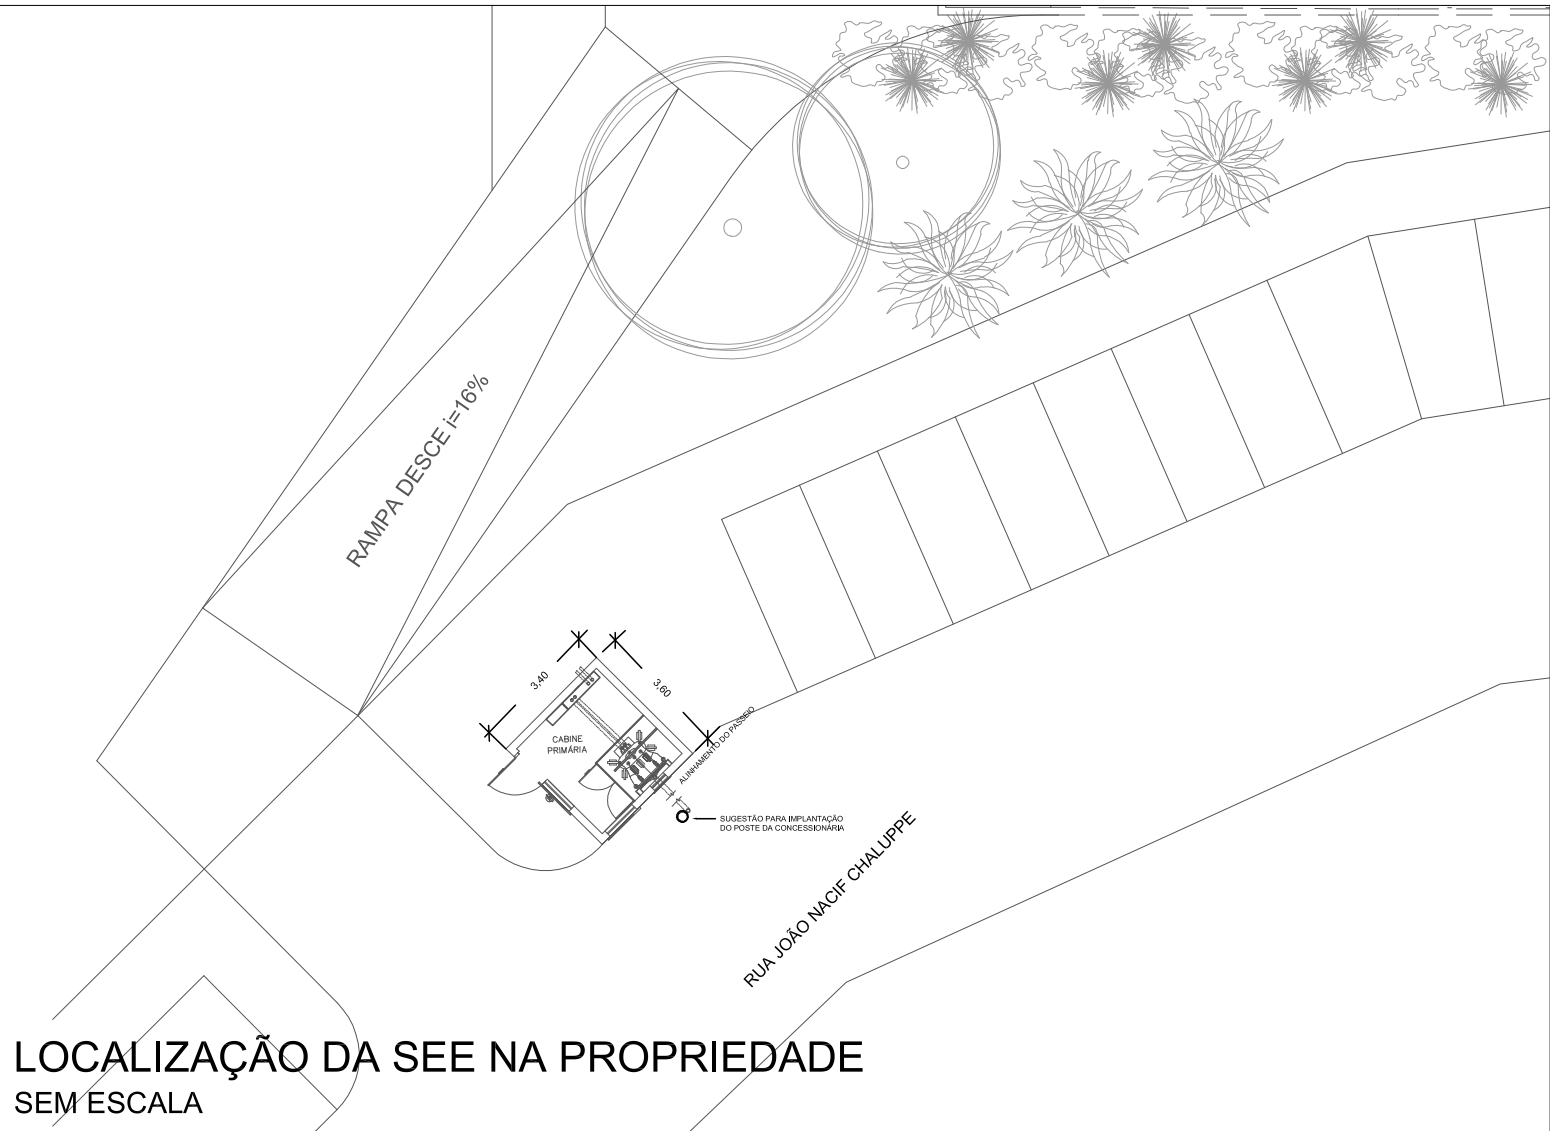 RAMPA DESCE i=16%
3,40
3,60
CABINE
PRIMÁRIA
ALINHAMENTO DO PASSEIO
SUGESTÃO PARA IMPLANTAÇÃO
DO POSTE DA CONCESSIONÁRIA
RUA JOÃO NACIF CHALUPPE
LOCALIZAÇÃO DA SEE NA PROPRIEDADE
SEM ESCALA